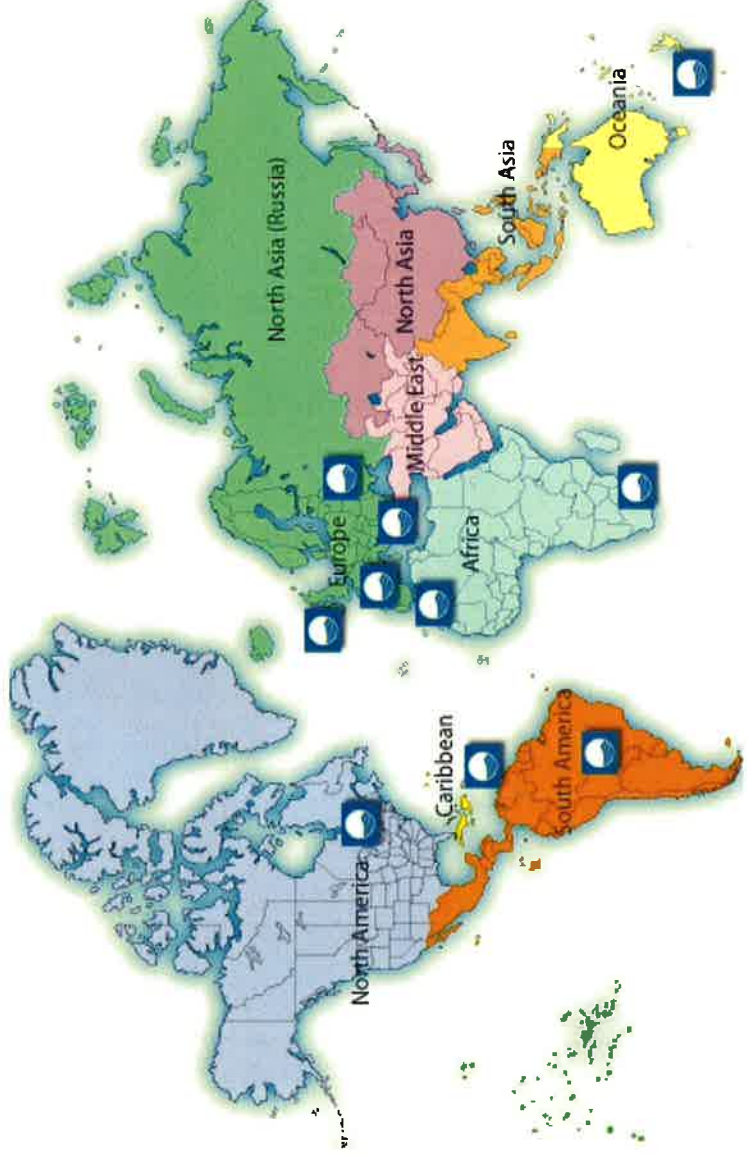 North America
Caribbean
South America
Europe
Africa
Middle East
North Asia (Russia)
North Asia
South Asia
Oceania